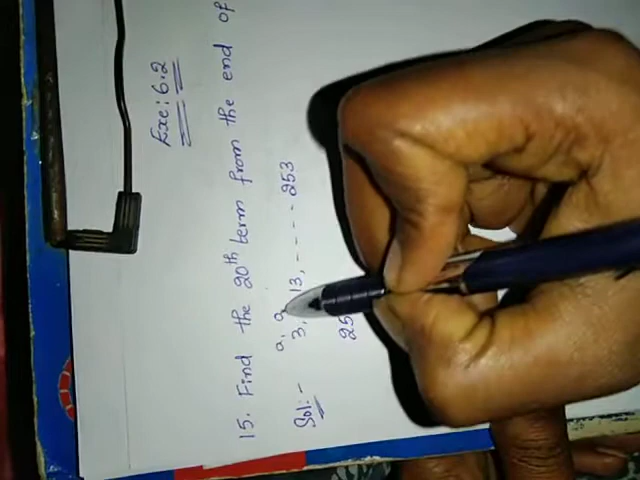 Exe: 6.2
15. Find the 20th term from the end of
a, a
Sol:- 3, 13, - - - - - 253
25